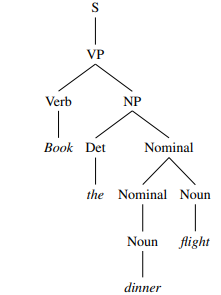 S
VP
Verb NP
Book Det Nominal
the Nominal Noun
Noun flight
dinner